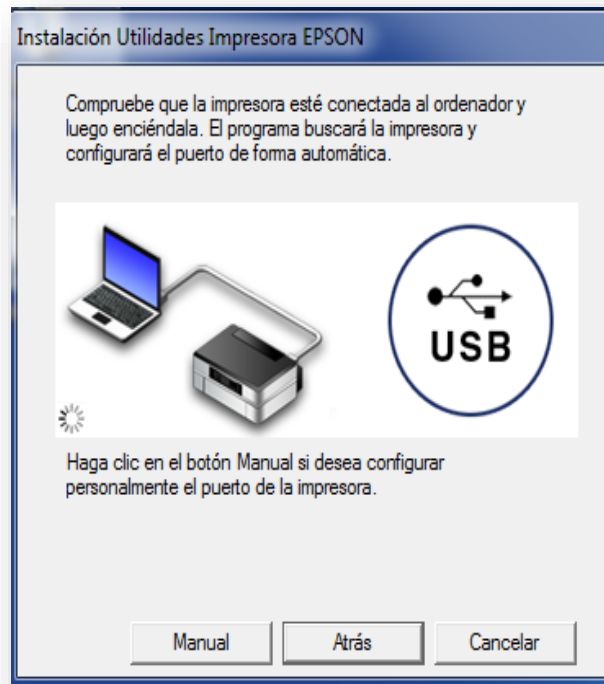 Instalación Utilidades Impresora EPSON
Compruebe que la impresora esté conectada al ordenador y
luego enciéndala. El programa buscará la impresora y
configurará el puerto de forma automática.
USB
Haga clic en el botón Manual si desea configurar
personalmente el puerto de la impresora.
Manual Atrás Cancelar